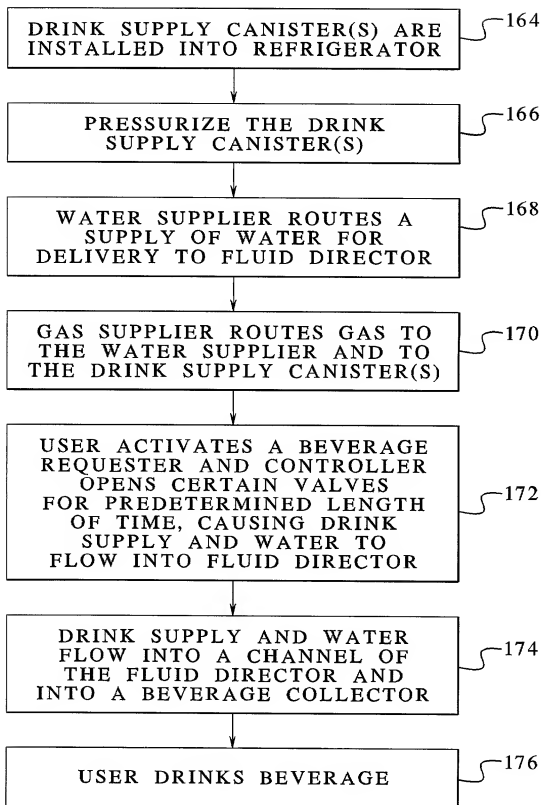 DRINK SUPPLY CANISTER(S) ARE
INSTALLED INTO REFRIGERATOR
164
PRESSURIZE THE DRINK
SUPPLY CANISTER(S)
166
WATER SUPPLIER ROUTES A
SUPPLY OF WATER FOR
DELIVERY TO FLUID DIRECTOR
168
GAS SUPPLIER ROUTES GAS TO
THE WATER SUPPLIER AND TO
THE DRINK SUPPLY CANISTER(S)
170
USER ACTIVATES A BEVERAGE
REQUESTER AND CONTROLLER
OPENS CERTAIN VALVES
FOR PREDETERMINED LENGTH
OF TIME, CAUSING DRINK
SUPPLY AND WATER TO
FLOW INTO FLUID DIRECTOR
172
DRINK SUPPLY AND WATER
FLOW INTO A CHANNEL OF
THE FLUID DIRECTOR AND
INTO A BEVERAGE COLLECTOR
174
USER DRINKS BEVERAGE
176